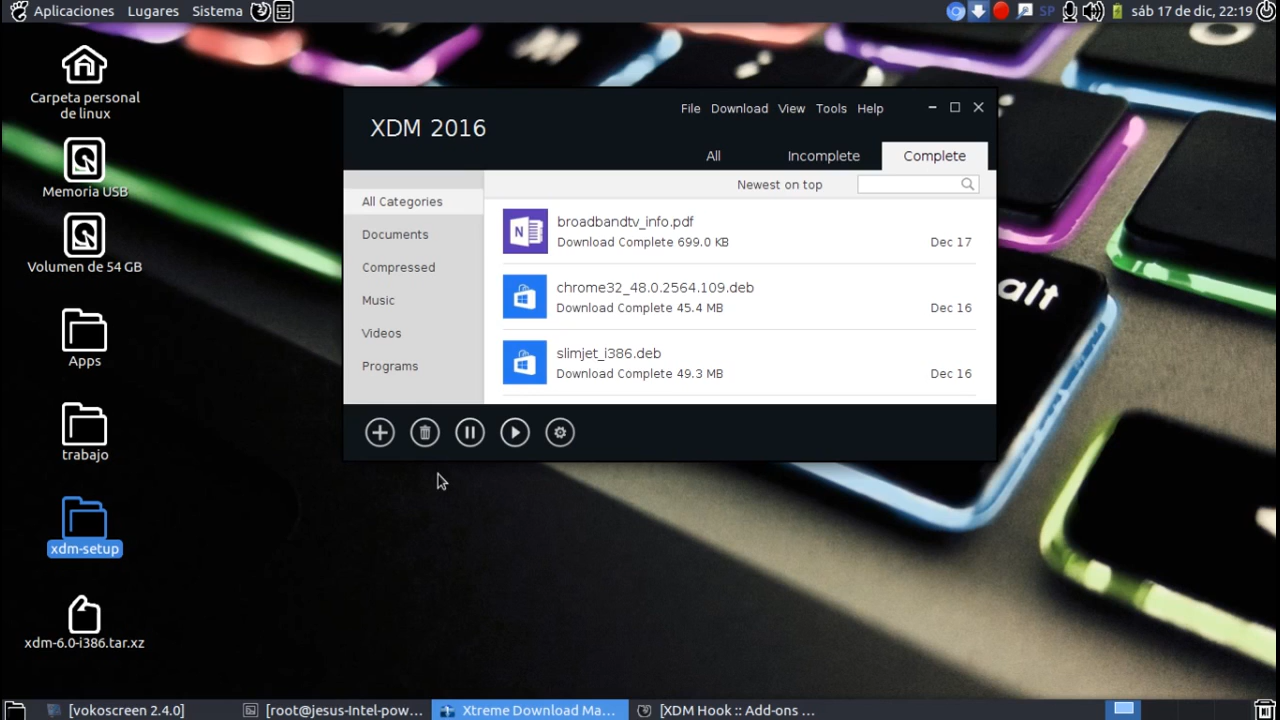 Aplicaciones Lugares Sistema
SP sáb 17 de dic, 22:19
Carpeta personal
de linux
Memoria USB
Volumen de 54 GB
Apps
trabajo
xdm-setup
xdm-6.0-i386.tar.xz
XDM 2016
File Download View Tools Help
All Incomplete Complete
Newest on top
All Categories
Documents
Compressed
Music
Videos
Programs
N
broadbandtv_info.pdf
Download Complete 699.0 KB Dec 17
chrome32_48.0.2564.109.deb
Download Complete 45.4 MB Dec 16
slimjet_i386.deb
Download Complete 49.3 MB Dec 16
alt
[vokoscreen 2.4.0] [root@jesus-Intel-pow... Xtreme Download Ma... [XDM Hook :: Add-ons ...